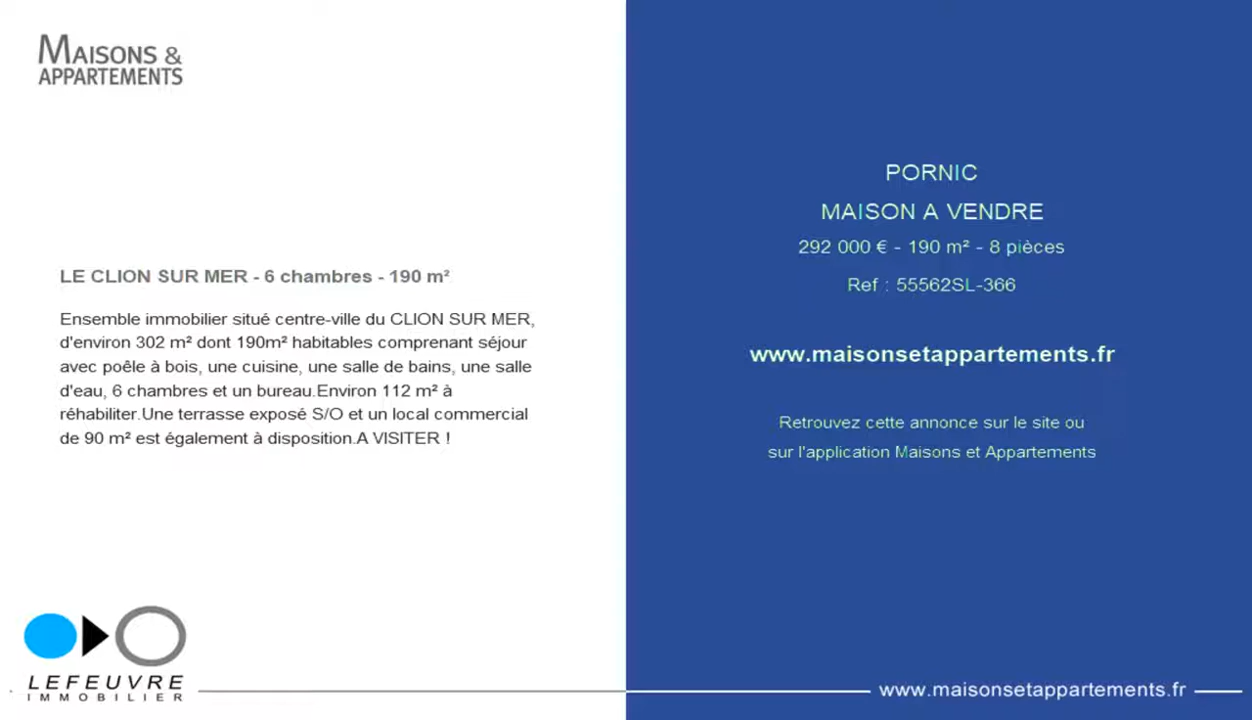 MAISONS &
APPARTEMENTS
LE CLION SUR MER - 6 chambres - 190 m²
Ensemble immobilier situé centre-ville du CLION SUR MER,
d'environ 302 m² dont 190m² habitables comprenant séjour
avec poêle à bois, une cuisine, une salle de bains, une salle
d'eau, 6 chambres et un bureau.Environ 112 m² à
réhabiliter.Une terrasse exposé S/O et un local commercial
de 90 m² est également à disposition.A VISITER !
LEFEUVRE
IMMOBILIER
PORNIC
MAISON A VENDRE
292 000 € - 190 m² - 8 pièces
Ref : 55562SL-366
www.maisonsetappartements.fr
Retrouvez cette annonce sur le site ou
sur l'application Maisons et Appartements
www.maisonsetappartements.fr